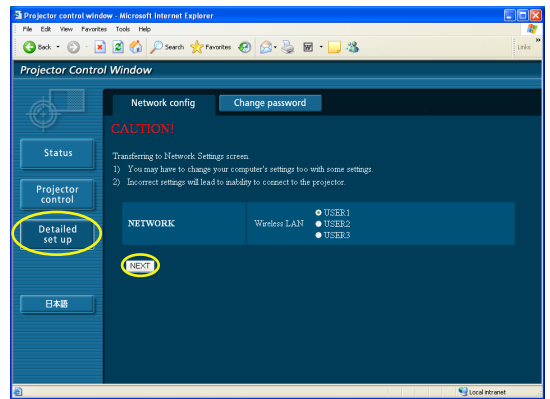 Projector control window - Microsoft Internet Explorer
File Edit View Favorites Tools Help
Back Search Favorites Links
Projector Control Window
Network config Change password
CAUTION!
Status
Transferring to Network Settings screen.
1) You may have to change your computer's settings too with some settings.
2) Incorrect settings will lead to inability to connect to the projector.
Projector
control
NETWORK Wireless LAN USER1
USER2
USER3
Detailed
set up
NEXT
日本語
Local intranet